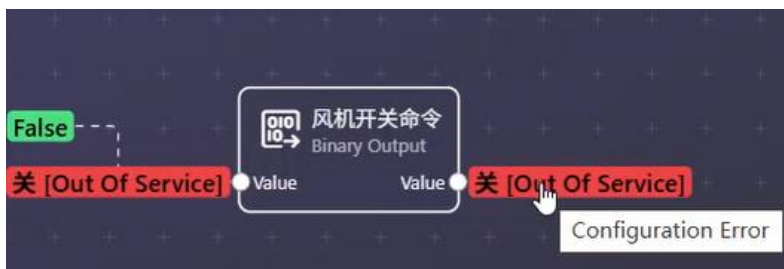 风机开关命令
Binary Output
False
关 [Out Of Service]
Value
Value
关 [Out Of Service]
Configuration Error